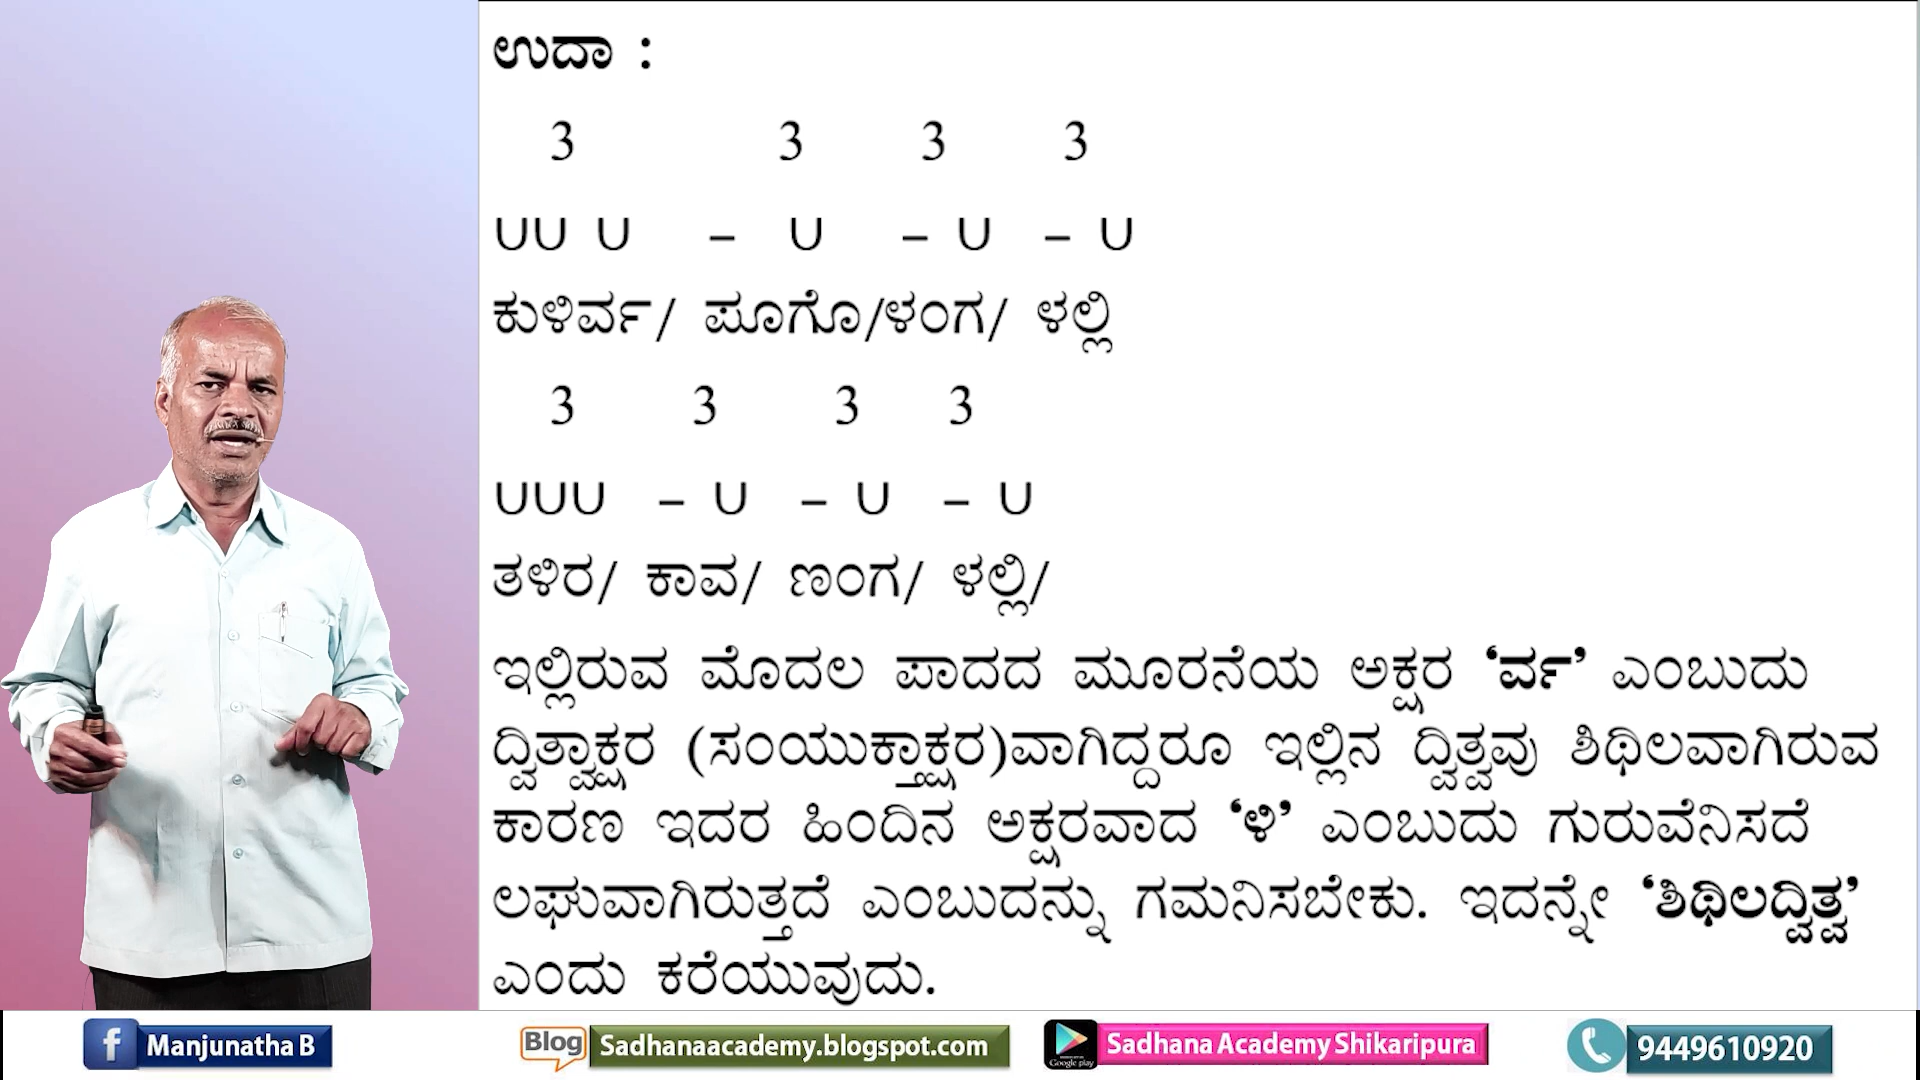 ಉದಾ :
3 3 3 3
UU U – U – U – U
ಕುಳಿರ್ವ/ ಪೂಗೊ/ಳಂಗ/ ಳಲ್ಲಿ
3 3 3 3
UUU – U – U – U
ತಳಿರ/ ಕಾವ/ ಣಂಗ/ ಳಲ್ಲಿ/
ಇಲ್ಲಿರುವ ಮೊದಲ ಪಾದದ ಮೂರನೆಯ ಅಕ್ಷರ ‘ರ್ವ’ ಎಂಬುದು
ದ್ವಿತ್ವಾಕ್ಷರ (ಸಂಯುಕ್ತಾಕ್ಷರ)ವಾಗಿದ್ದರೂ ಇಲ್ಲಿನ ದ್ವಿತ್ವವು ಶಿಥಿಲವಾಗಿರುವ
ಕಾರಣ ಇದರ ಹಿಂದಿನ ಅಕ್ಷರವಾದ ‘ಳಿ’ ಎಂಬುದು ಗುರುವೆನಿಸದೆ
ಲಘುವಾಗಿರುತ್ತದೆ ಎಂಬುದನ್ನು ಗಮನಿಸಬೇಕು. ಇದನ್ನೇ ‘ಶಿಥಿಲದ್ವಿತ್ವ’
ಎಂದು ಕರೆಯುವುದು.
f Manjunatha B Blog Sadhanaacademy.blogspot.com Google play Sadhana Academy Shikaripura 9449610920